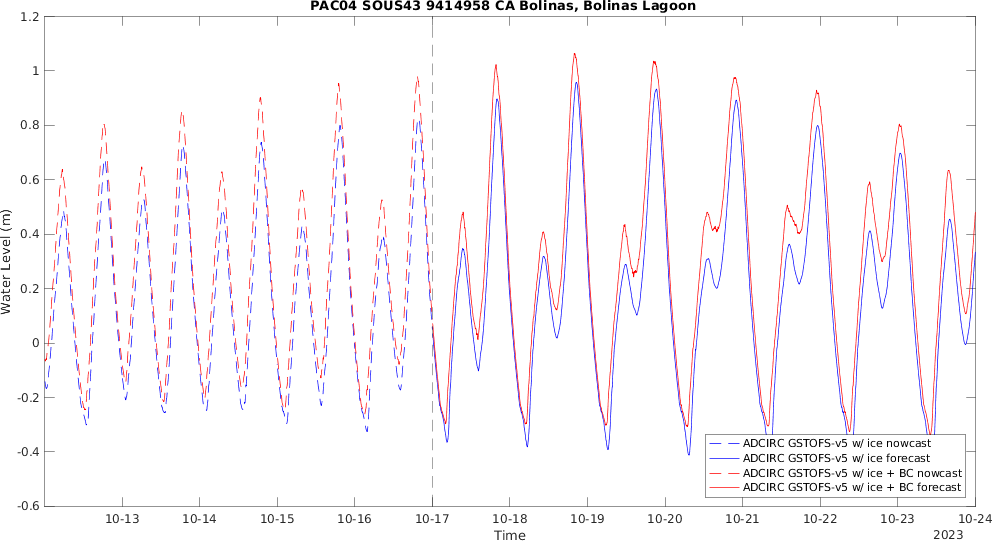 PAC04 SOUS43 9414958 CA Bolinas, Bolinas Lagoon
1.2
1
0.8
0.6
0.4
0.2
0
-0.2
-0.4
-0.6
Water Level (m)
ADCIRC GSTOFS-v5 w/ ice nowcast
ADCIRC GSTOFS-v5 w/ ice forecast
ADCIRC GSTOFS-v5 w/ ice + BC nowcast
ADCIRC GSTOFS-v5 w/ ice + BC forecast
10-13 10-14 10-15 10-16 10-17 10-18 10-19 10-20 10-21 10-22 10-23 10-24
Time
2023